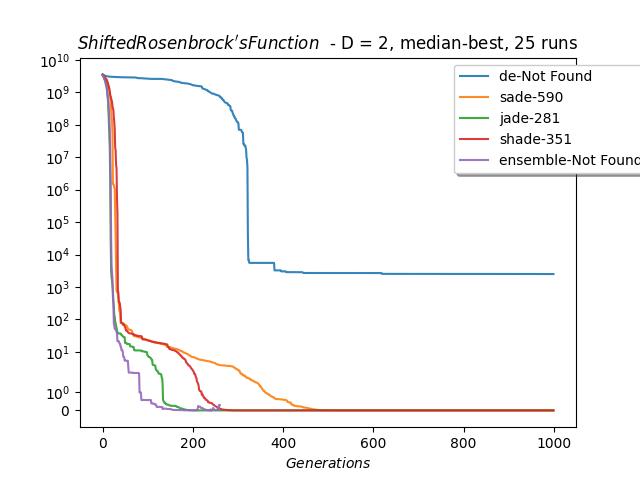 ShiftedRosenbrock'sFunction - D = 2, median-best, 25 runs
10^10
10^9
10^8
10^7
10^6
10^5
10^4
10^3
10^2
10^1
10^0
0
de-Not Found
sade-590
jade-281
shade-351
ensemble-Not Found
0 200 400 600 800 1000
Generations